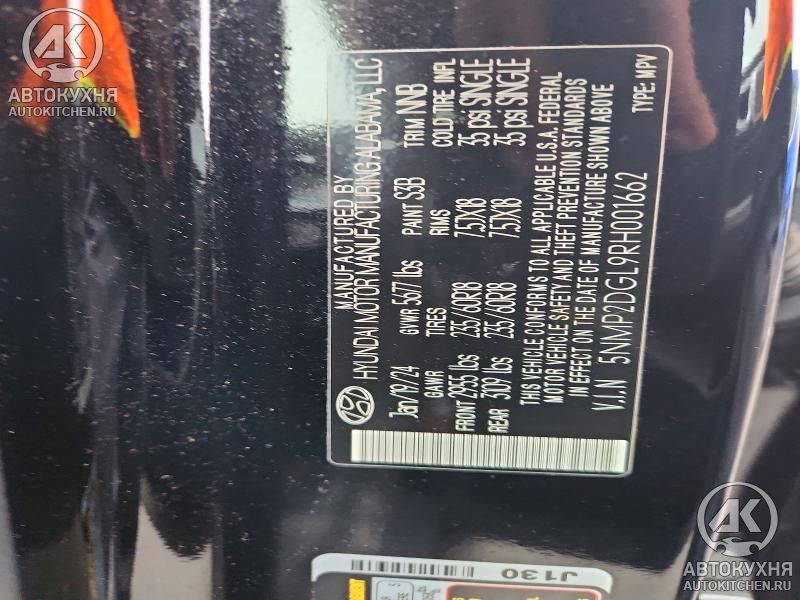 MANUFACTURED BY
HYUNDAI MOTOR MANUFACTURING ALABAMA, LLC
Jan/19/24 GVWR 5677 lbs PAINT S3B TRIM NNB
GAWR TIRES RIMS COLD TIRE INFL
FRONT 2955 lbs 235/60R18 7.5JX18 35 psi SINGLE
REAR 3109 lbs 235/60R18 7.5JX18 35 psi SINGLE
THIS VEHICLE CONFORMS TO ALL APPLICABLE U.S.A. FEDERAL
MOTOR VEHICLE SAFETY AND THEFT PREVENTION STANDARDS
IN EFFECT ON THE DATE OF MANUFACTURE SHOWN ABOVE
V.I.N 5NMP2DGL9RH001662 TYPE: MPV
J1130
АК
АВТОКУХНЯ
AUTOKITCHEN.RU
АК
АВТОКУХНЯ
AUTOKITCHEN.RU